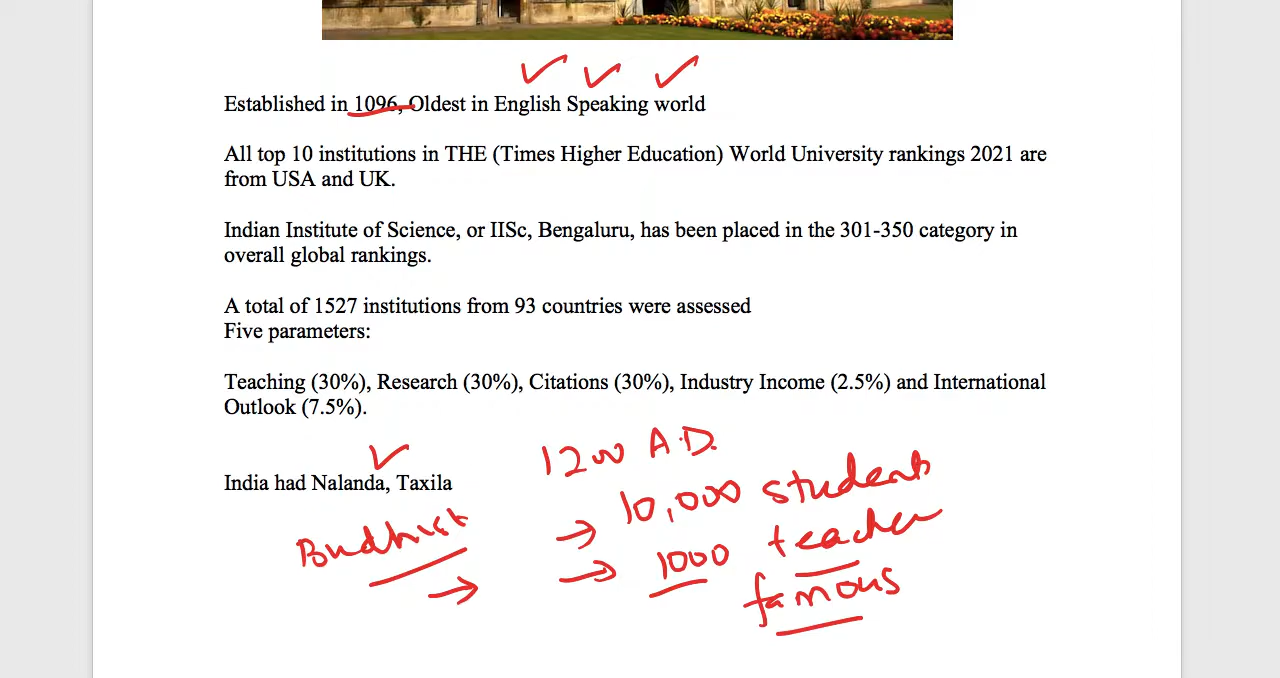 Established in 1096, Oldest in English Speaking world
All top 10 institutions in THE (Times Higher Education) World University rankings 2021 are
from USA and UK.
Indian Institute of Science, or IISc, Bengaluru, has been placed in the 301-350 category in
overall global rankings.
A total of 1527 institutions from 93 countries were assessed
Five parameters:
Teaching (30%), Research (30%), Citations (30%), Industry Income (2.5%) and International
Outlook (7.5%).
1200 A.D.
India had Nalanda, Taxila
10,000 students
Budhist
1000 teacher
famous